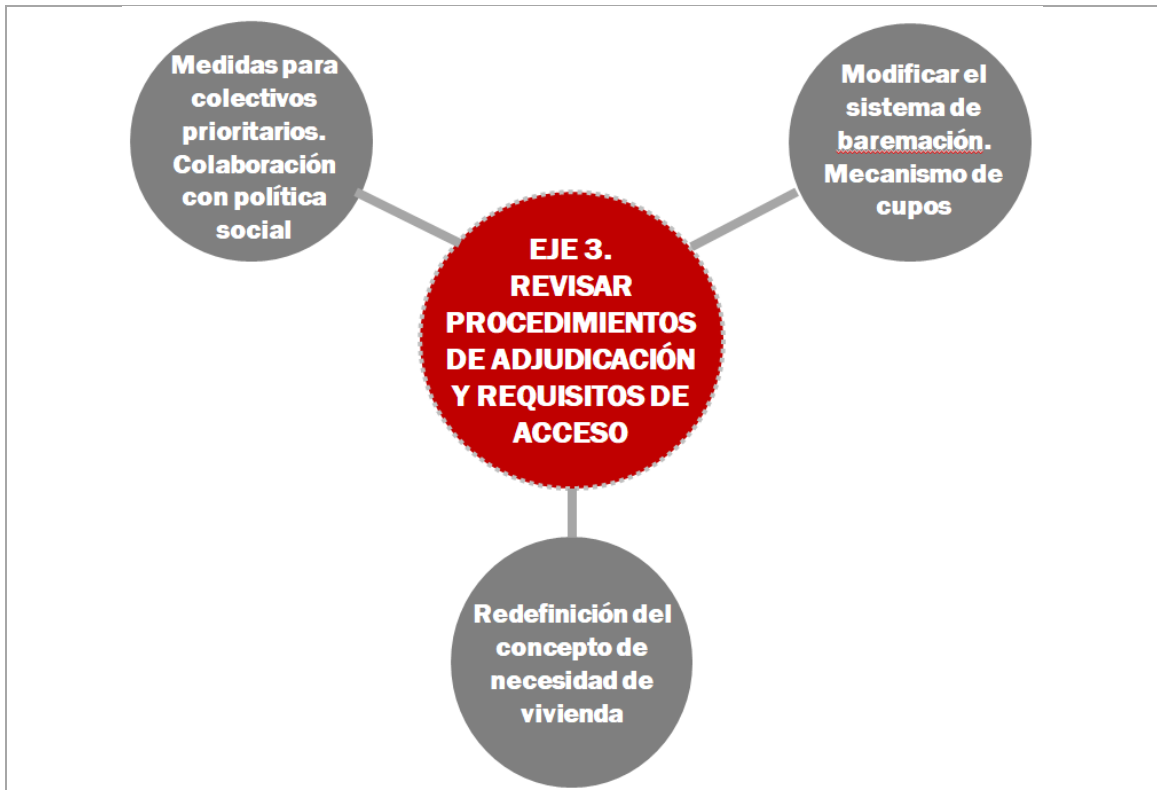 Medidas para
colectivos
prioritarios.
Colaboración
con política
social
Modificar el
sistema de
baremación.
Mecanismo de
cupos
EJE 3.
REVISAR
PROCEDIMIENTOS
DE ADJUDICACIÓN
Y REQUISITOS DE
ACCESO
Redefinición del
concepto de
necesidad de
vivienda